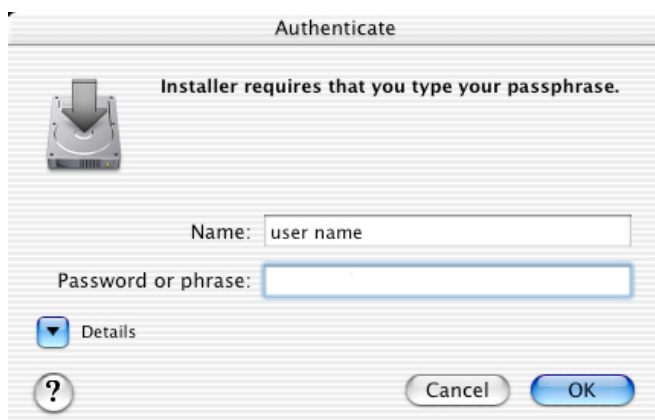 Authenticate
Installer requires that you type your passphrase.
Name: user name
Password or phrase:
Details
?
Cancel OK